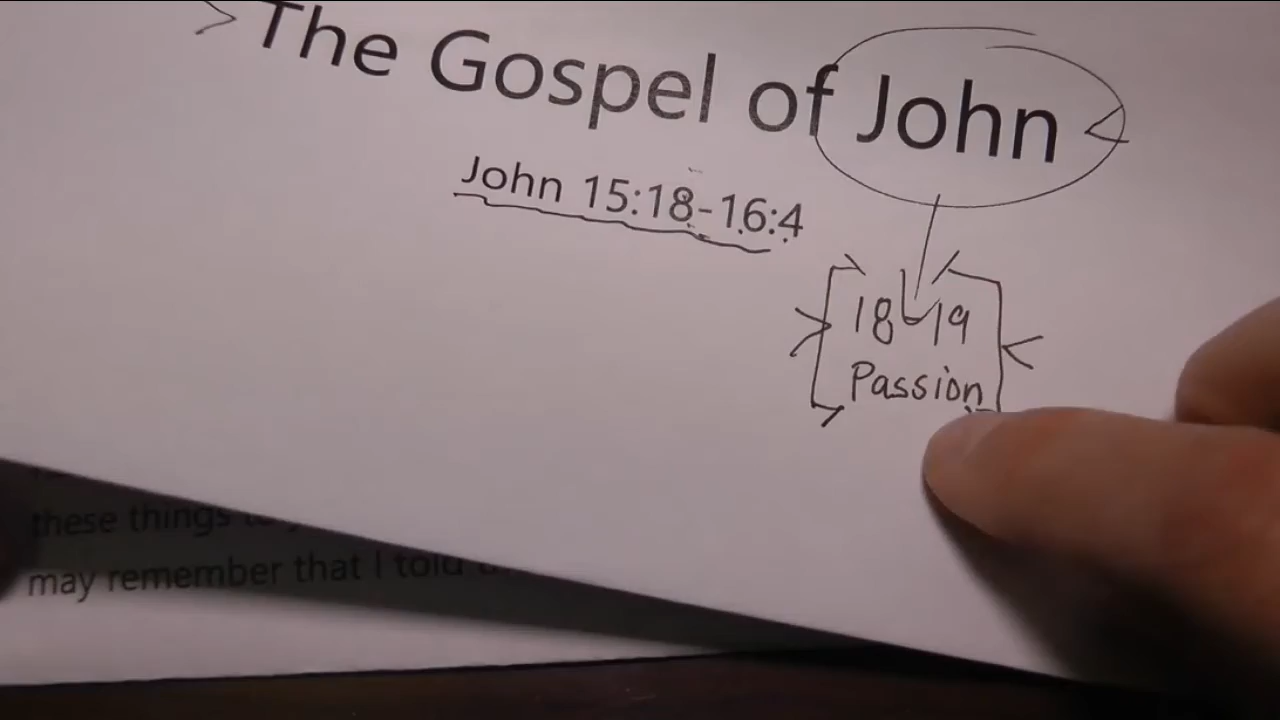 The Gospel of John
John 15:18-16:4
18-19
Passion
these things
may remember that I told